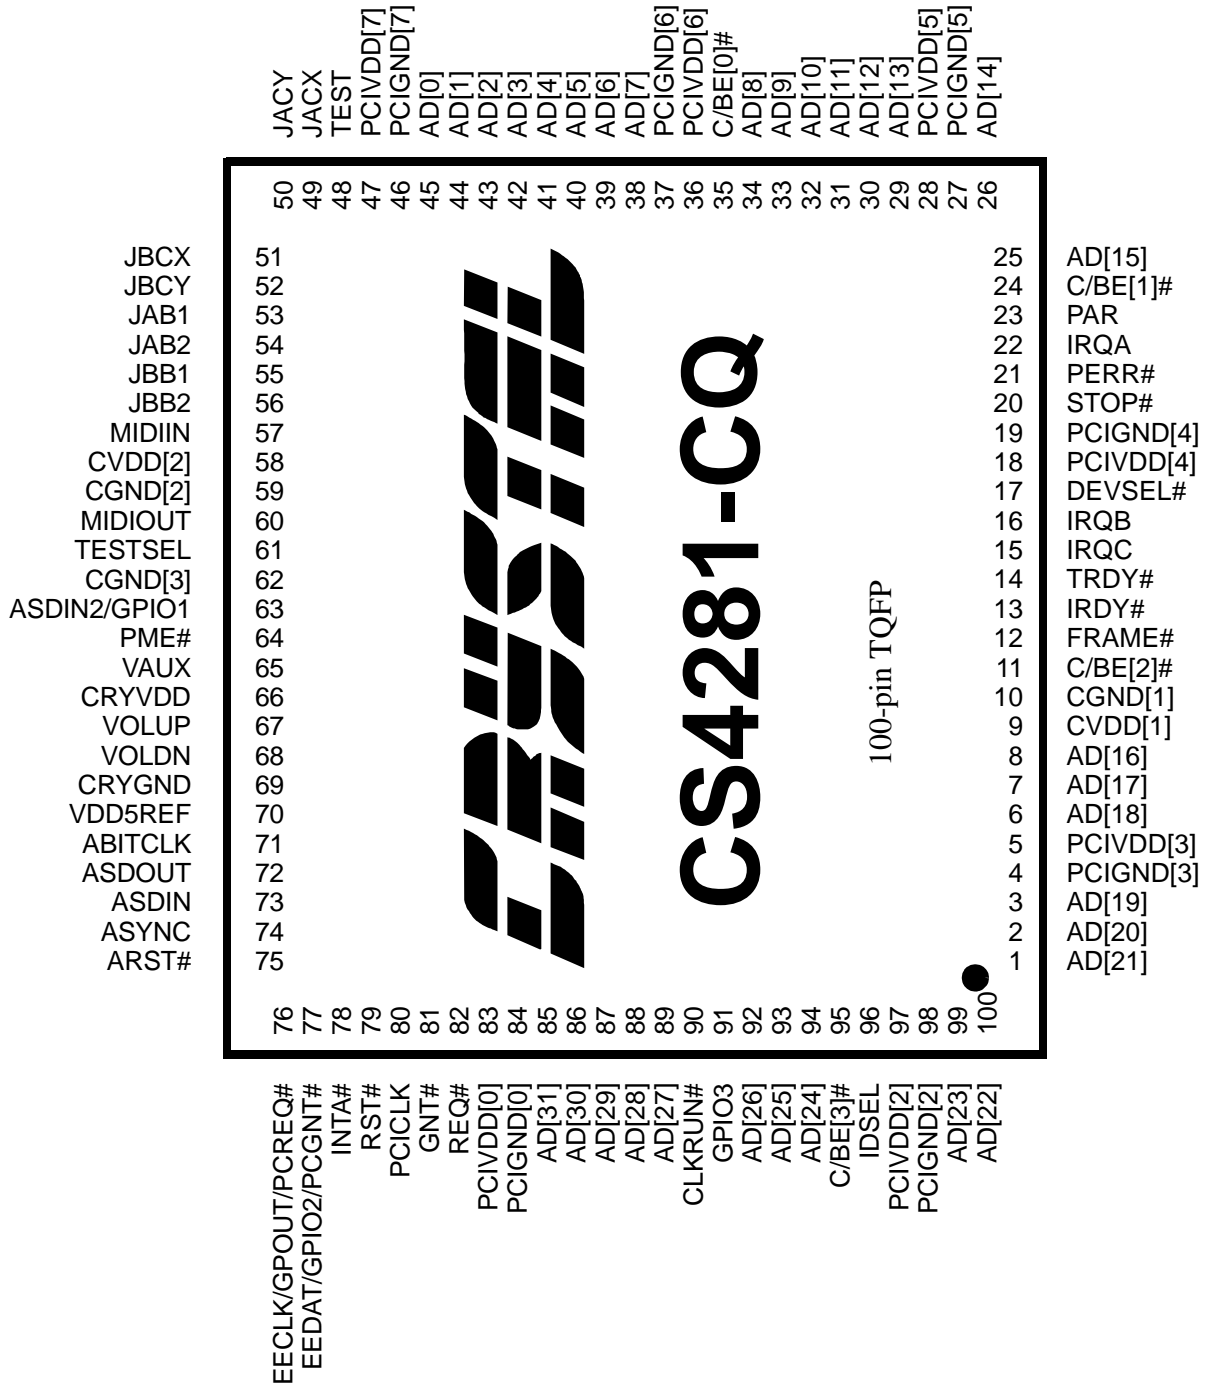 JACY
JACX
TEST
PCIVDD[7]
PCIGND[7]
AD[0]
AD[1]
AD[2]
AD[3]
AD[4]
AD[5]
AD[6]
AD[7]
PCIGND[6]
PCIVDD[6]
C/BE[0]#
AD[8]
AD[9]
AD[10]
AD[11]
AD[12]
AD[13]
PCIVDD[5]
PCIGND[5]
AD[14]
50 49 48 47 46 45 44 43 42 41 40 39 38 37 36 35 34 33 32 31 30 29 28 27 26
JBCX 51
JBCY 52
JAB1 53
JAB2 54
JBB1 55
JBB2 56
MIDIIN 57
CVDD[2] 58
CGND[2] 59
MIDIOUT 60
TESTSEL 61
CGND[3] 62
ASDIN2/GPIO1 63
PME# 64
VAUX 65
CRYVDD 66
VOLUP 67
VOLDN 68
CRYGND 69
VDD5REF 70
ABITCLK 71
ASDOUT 72
ASDIN 73
ASYNC 74
ARST# 75
CRYSTAL
CS4281-CQ
100-pin TQFP
25 AD[15]
24 C/BE[1]#
23 PAR
22 IRQA
21 PERR#
20 STOP#
19 PCIGND[4]
18 PCIVDD[4]
17 DEVSEL#
16 IRQB
15 IRQC
14 TRDY#
13 IRDY#
12 FRAME#
11 C/BE[2]#
10 CGND[1]
9 CVDD[1]
8 AD[16]
7 AD[17]
6 AD[18]
5 PCIVDD[3]
4 PCIGND[3]
3 AD[19]
2 AD[20]
1 AD[21]
76 77 78 79 80 81 82 83 84 85 86 87 88 89 90 91 92 93 94 95 96 97 98 99 100
EECLK/GPOUT/PCREQ#
EEDAT/GPIO2/PCGNT#
INTA#
RST#
PCICLK
GNT#
REQ#
PCIVDD[0]
PCIGND[0]
AD[31]
AD[30]
AD[29]
AD[28]
AD[27]
CLKRUN#
GPIO3
AD[26]
AD[25]
AD[24]
C/BE[3]#
IDSEL
PCIVDD[2]
PCIGND[2]
AD[23]
AD[22]